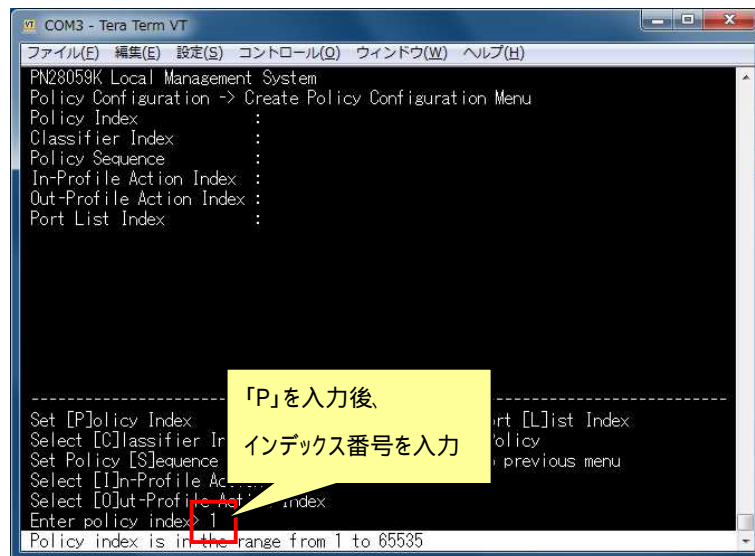 COM3 - Tera Term VT
ファイル(F) 編集(E) 設定(S) コントロール(O) ウィンドウ(W) ヘルプ(H)
PN28059K Local Management System
Policy Configuration -> Create Policy Configuration Menu
Policy Index :
Classifier Index :
Policy Sequence :
In-Profile Action Index :
Out-Profile Action Index :
Port List Index :
「P」を入力後、
インデックス番号を入力
Set [P]olicy Index [L]ist Index
Select [C]lassifier
Set Policy [S]equence previous menu
Select [I]n-Profile
Select [O]ut-Profile Index
Enter policy index> 1
Policy index is in the range from 1 to 65535